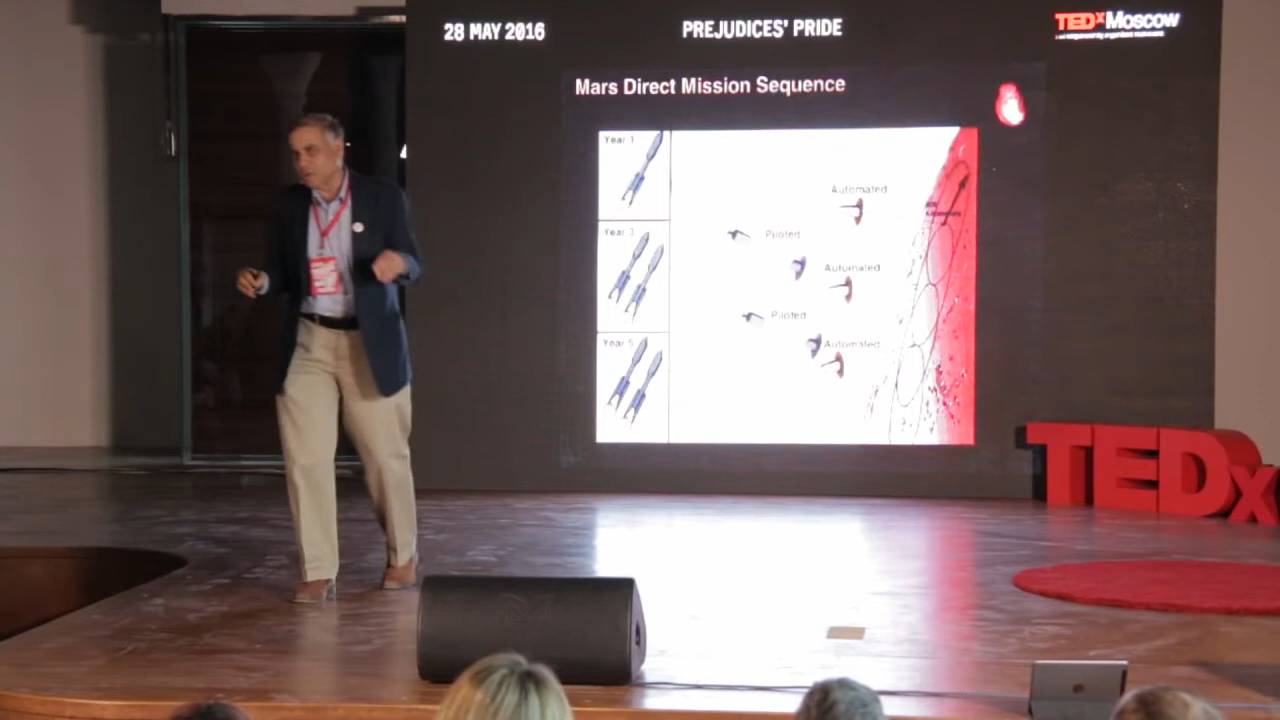 28 MAY 2016
PREJUDICES' PRIDE
TEDxMoscow
Mars Direct Mission Sequence
Year 1
Automated
Year 3
Piloted
Automated
Piloted
Year 5
Automated
TEDx